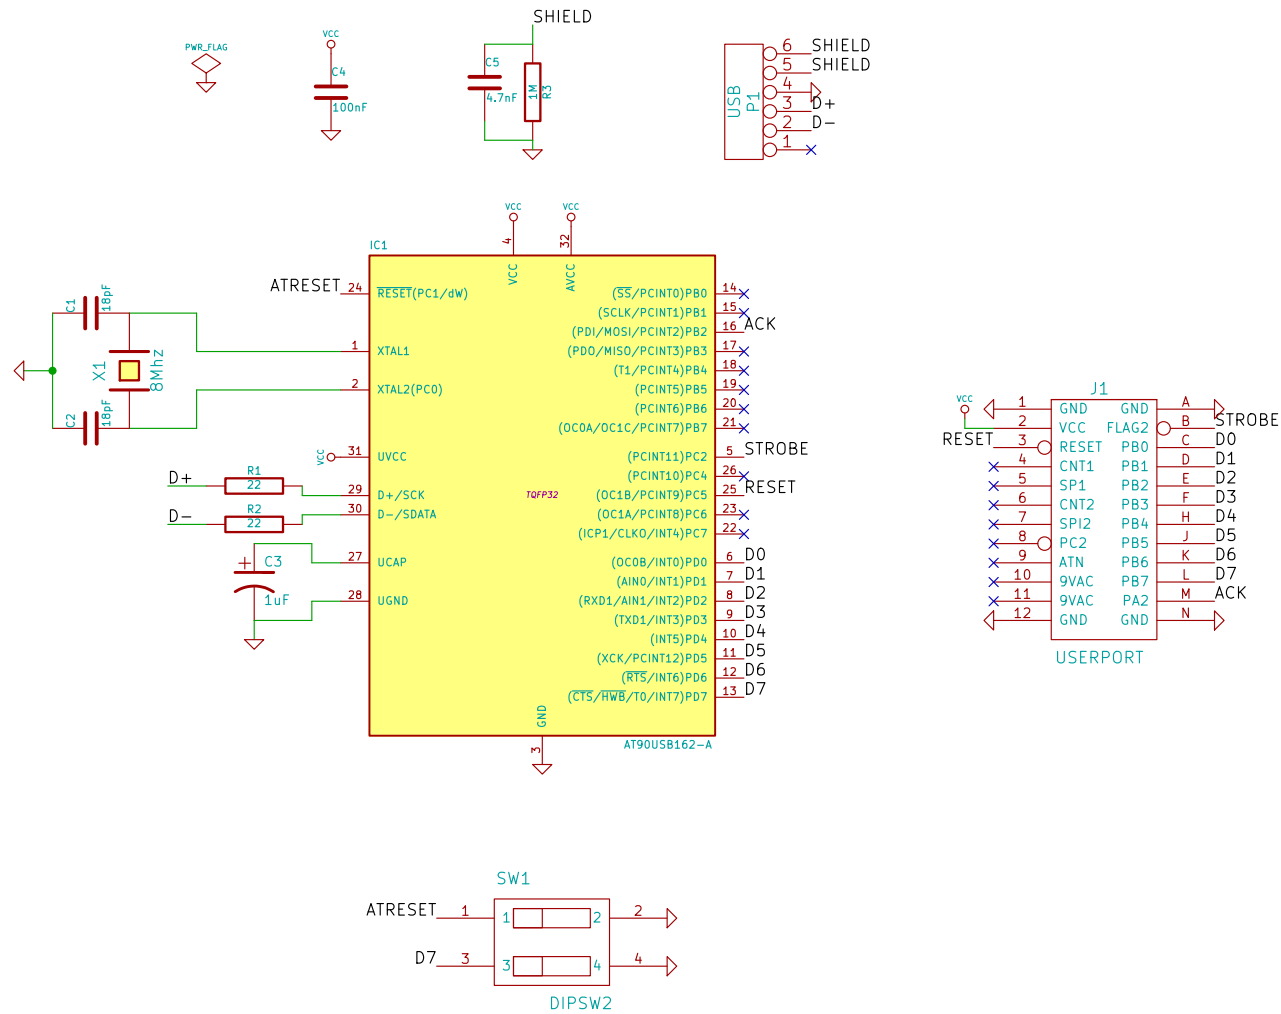 SHIELD
PWR_FLAG
VCC
C4
100nF
C5
4.7nF
1M
R3
6 SHIELD
5 SHIELD
4
3 D+
2 D-
1
USB
P1
VCC
VCC
4
32
IC1
VCC
AVCC
ATRESET 24 RESET(PC1/dW)
1 XTAL1
2 XTAL2(PC0)
VCC 31 UVCC
29 D+/SCK
30 D-/SDATA
27 UCAP
28 UGND
C1
18pF
X1
8Mhz
C2
18pF
D+
R1
22
D-
R2
22
C3
1uF
TQFP32
(SS/PCINT0)PB0 14
(SCLK/PCINT1)PB1 15
(PDI/MOSI/PCINT2)PB2 16 ACK
(PDO/MISO/PCINT3)PB3 17
(T1/PCINT4)PB4 18
(PCINT5)PB5 19
(PCINT6)PB6 20
(OC0A/OC1C/PCINT7)PB7 21
(PCINT11)PC2 5 STROBE
(PCINT10)PC4 26
(OC1B/PCINT9)PC5 25 RESET
(OC1A/PCINT8)PC6 23
(ICP1/CLKO/INT4)PC7 22
(OC0B/INT0)PD0 6 D0
(AIN0/INT1)PD1 7 D1
(RXD1/AIN1/INT2)PD2 8 D2
(TXD1/INT3)PD3 9 D3
(INT5)PD4 10 D4
(XCK/PCINT12)PD5 11 D5
(RTS/INT6)PD6 12 D6
(CTS/HWB/T0/INT7)PD7 13 D7
GND
3
AT90USB162-A
J1
VCC
1 GND GND A
2 VCC FLAG2 B STROBE
RESET 3 RESET PB0 C D0
4 CNT1 PB1 D D1
5 SP1 PB2 E D2
6 CNT2 PB3 F D3
7 SPI2 PB4 H D4
8 PC2 PB5 J D5
9 ATN PB6 K D6
10 9VAC PB7 L D7
11 9VAC PA2 M ACK
12 GND GND N
USERPORT
SW1
ATRESET 1 1 2 2
D7 3 3 4 4
DIPSW2